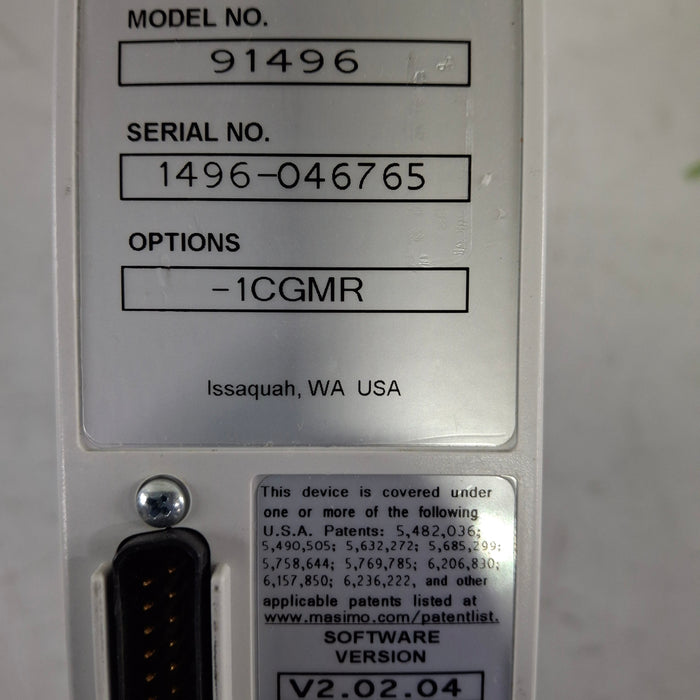 MODEL NO.
91496
SERIAL NO.
1496-046765
OPTIONS
-1CGMR
Issaquah, WA USA
This device is covered under
one or more of the following
U.S.A. Patents: 5,482,036;
5,490,505; 5,632,272; 5,685,299;
5,758,644; 5,769,785; 6,206,830;
6,157,850; 6,236,222, and other
applicable patents listed at
www.masimo.com/patentlist.
SOFTWARE
VERSION
V2.02.04